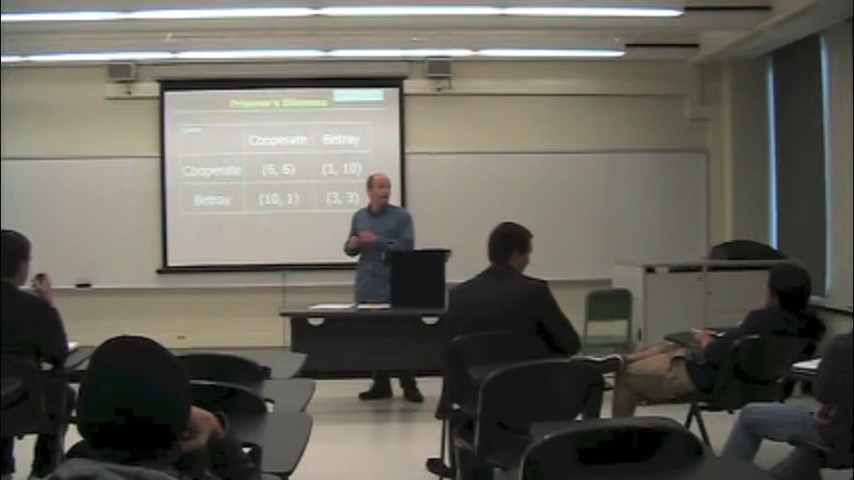 Prisoner's Dilemma
Cooperate Betray
Cooperate (6, 6) (1, 10)
Betray (10, 1) (3, 3)